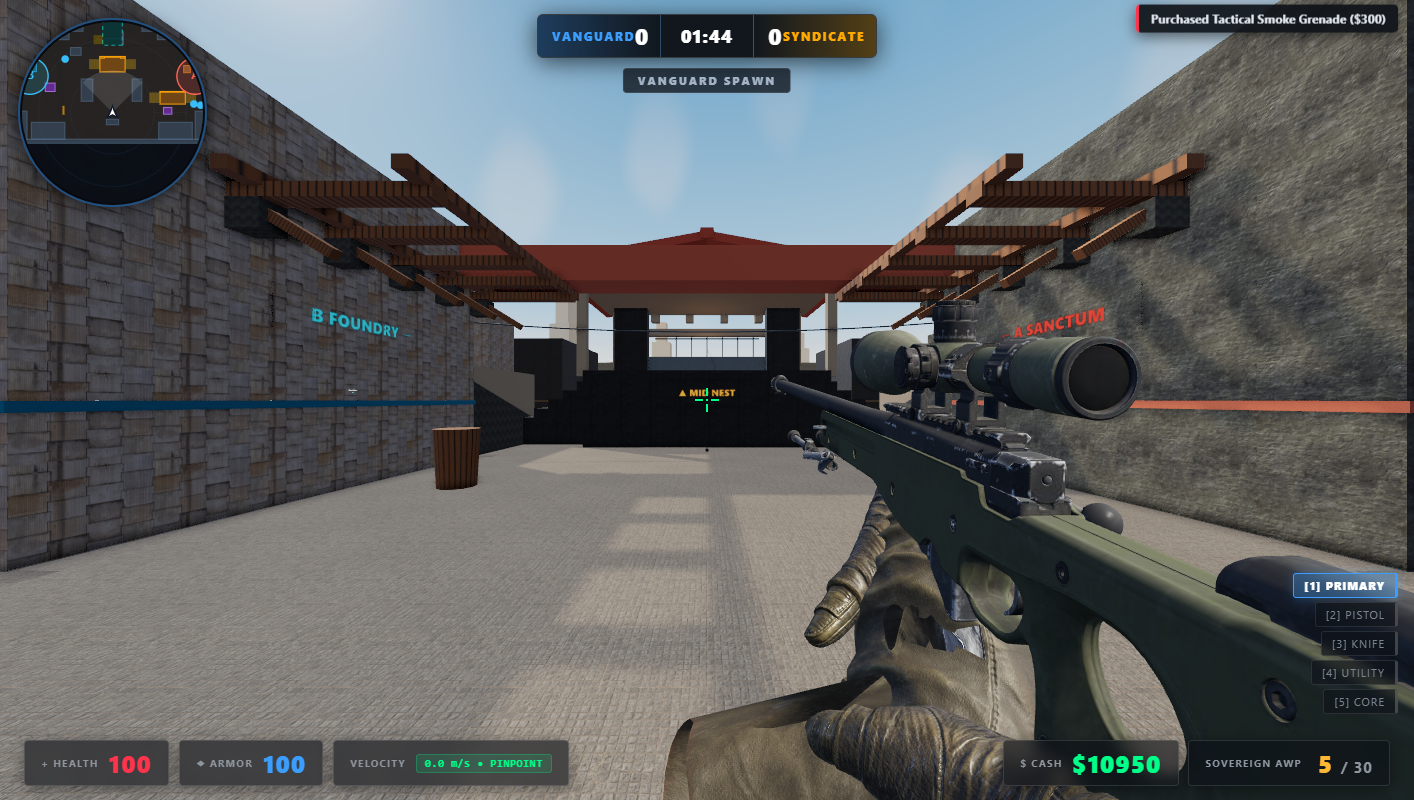 Purchased Tactical Smoke Grenade ($300)
VANGUARD 0 01:44 0 SYNDICATE
VANGUARD SPAWN
B FOUNDRY
A SANCTUM
▲ MID NEST
[1] PRIMARY
[2] PISTOL
[3] KNIFE
[4] UTILITY
[5] CORE
+ HEALTH 100
◆ ARMOR 100
VELOCITY 0.0 m/s • PINPOINT
$ CASH $10950
SOVEREIGN AWP 5 / 30